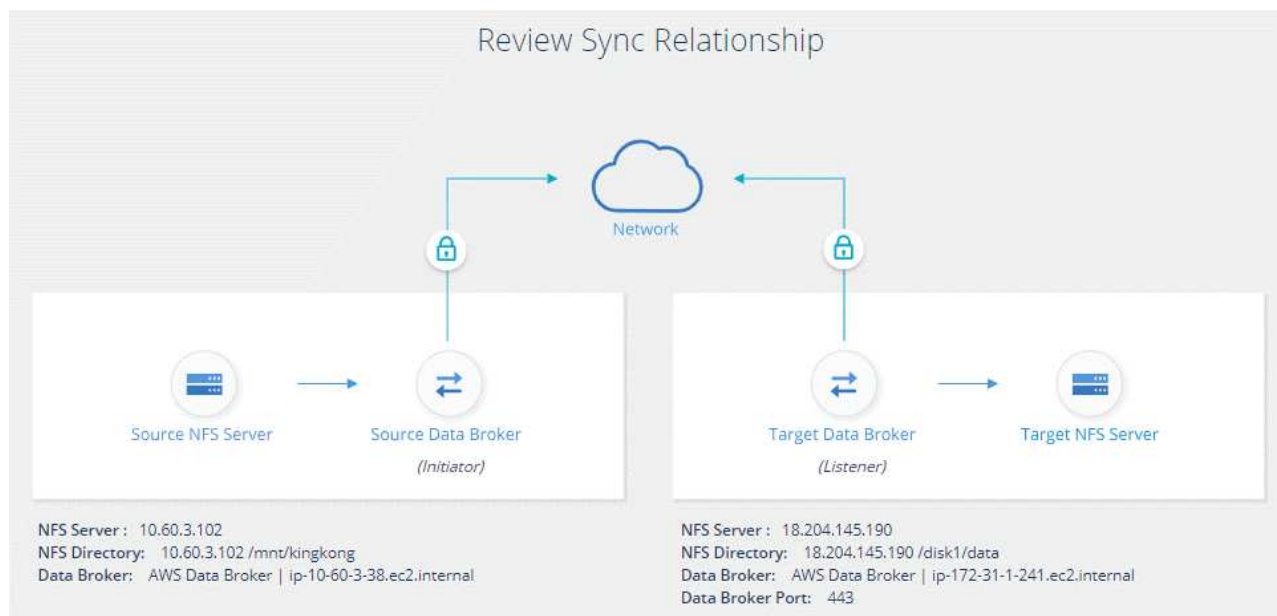 Review Sync Relationship
Network
Source NFS Server
Source Data Broker
(Initiator)
Target Data Broker
(Listener)
Target NFS Server
NFS Server : 10.60.3.102
NFS Directory: 10.60.3.102 /mnt/kingkong
Data Broker: AWS Data Broker | ip-10-60-3-38.ec2.internal
NFS Server : 18.204.145.190
NFS Directory: 18.204.145.190 /disk1/data
Data Broker: AWS Data Broker | ip-172-31-1-241.ec2.internal
Data Broker Port: 443